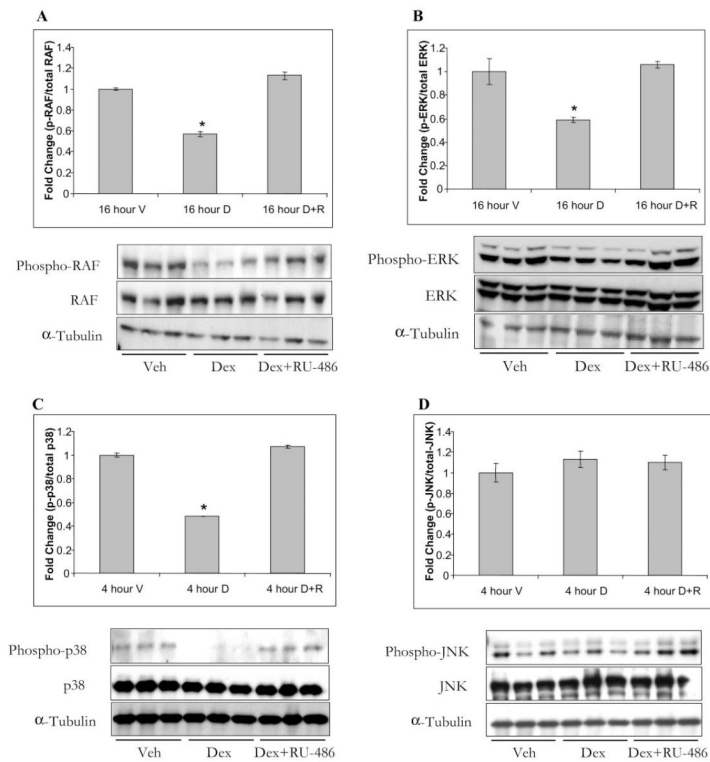 A
Fold Change (p-RAF/total RAF)
1.4
1.2
1
0.8
0.6
0.4
0.2
0
*
16 hour V 16 hour D 16 hour D+R
Phospho-RAF
RAF
α-Tubulin
Veh Dex Dex+RU-486
B
Fold Change (p-ERK/total ERK)
1.2
1
0.8
0.6
0.4
0.2
0
*
16 hour V 16 hour D 16 hour D+R
Phospho-ERK
ERK
α-Tubulin
Veh Dex Dex+RU-486
C
Fold Change (p-p38/total p38)
1.2
1
0.8
0.6
0.4
0.2
0
*
4 hour V 4 hour D 4 hour D+R
Phospho-p38
p38
α-Tubulin
Veh Dex Dex+RU-486
D
Fold Change (p-JNK/total-JNK)
1.4
1.2
1
0.8
0.6
0.4
0.2
0
4 hour V 4 hour D 4 hour D+R
Phospho-JNK
JNK
α-Tubulin
Veh Dex Dex+RU-486